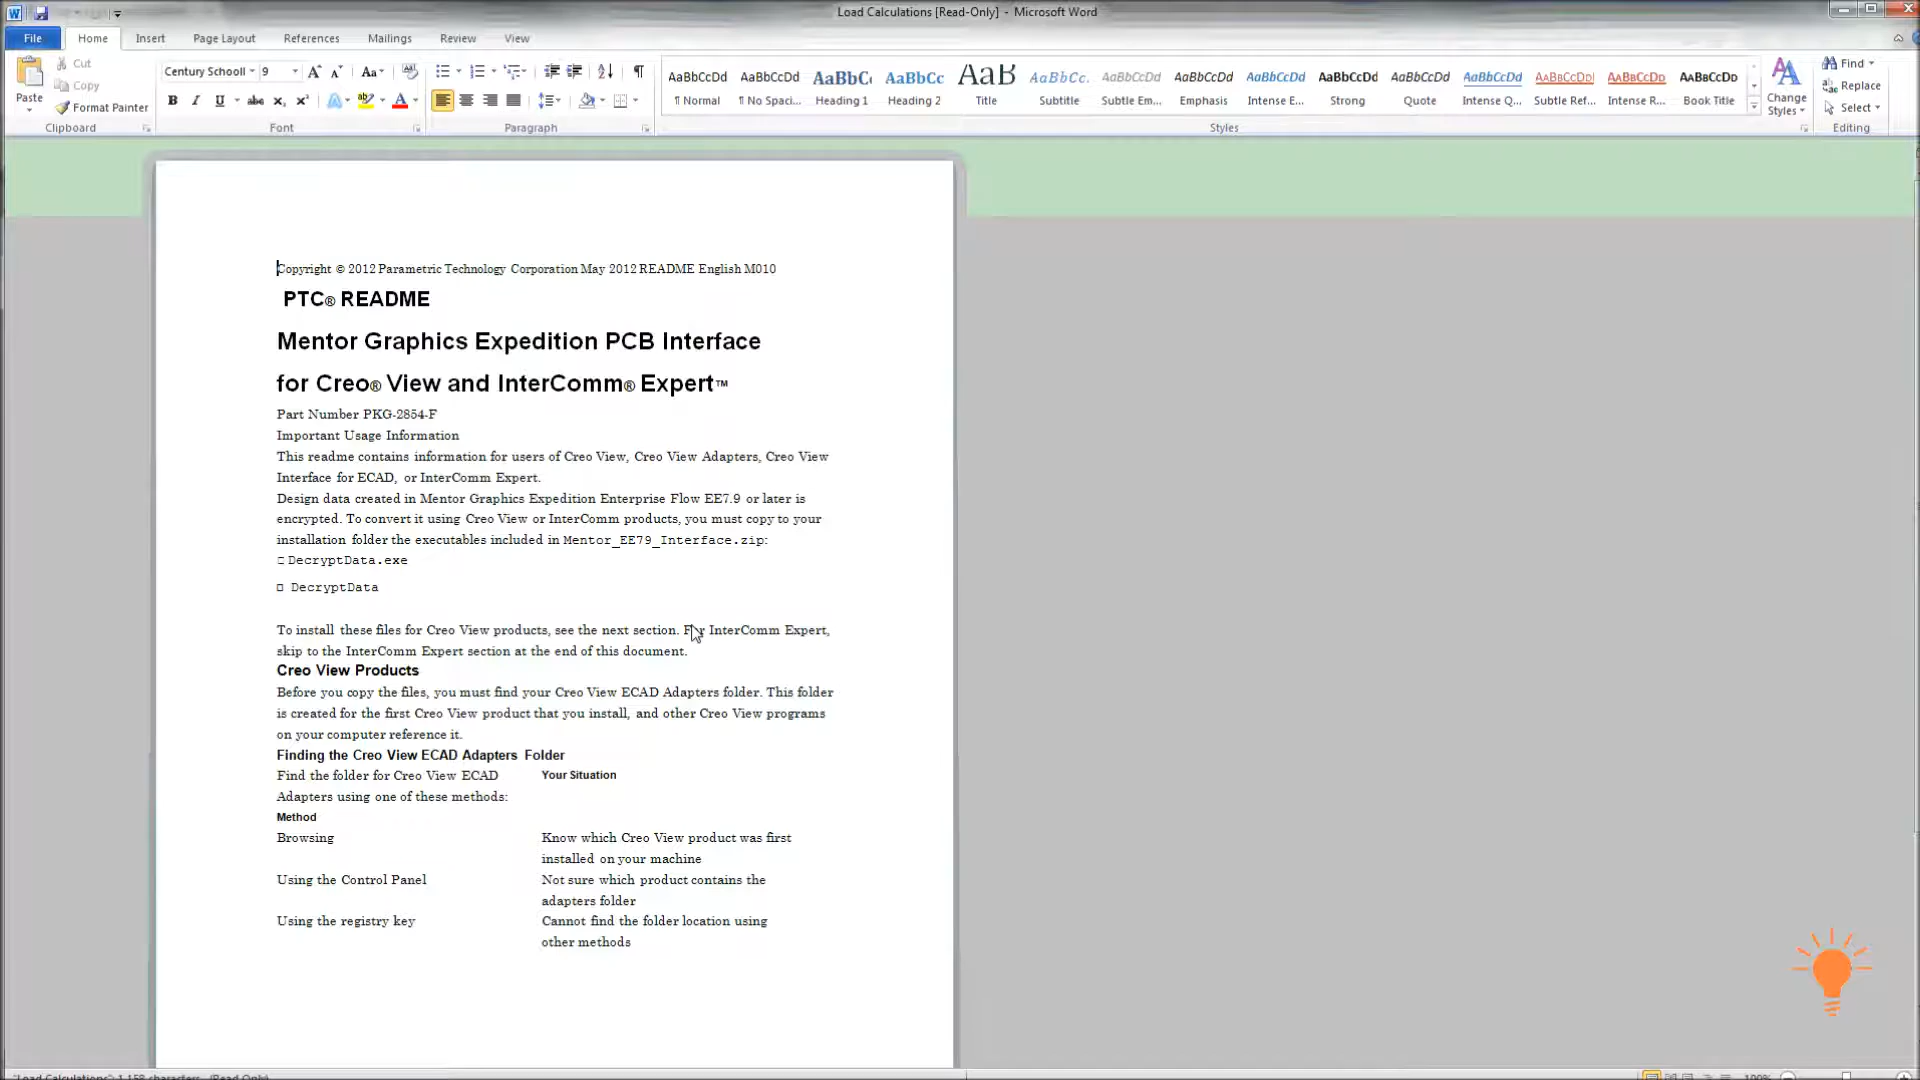 Load Calculations [Read-Only] - Microsoft Word
File Home Insert Page Layout References Mailings Review View
Paste
Cut
Copy
Format Painter
Clipboard
Century Schooll 9
Font
Paragraph
AaBbCcDd AaBbCcDd AaBbC AaBbCc AaB AaBbCc. AaBbCcDd AaBbCcDd AaBbCcDd AaBbCcDd AaBbCcDd AaBbCcDd AaBbCcDd AaBbCcDd AaBbCcDd
¶ Normal ¶ No Spaci... Heading 1 Heading 2 Title Subtitle Subtle Em... Emphasis Intense E... Strong Quote Intense Q... Subtle Ref... Intense R... Book Title
Styles
Change
Styles
Find
Replace
Select
Editing
Copyright © 2012 Parametric Technology Corporation May 2012 README English M010
PTC® README
Mentor Graphics Expedition PCB Interface
for Creo® View and InterComm® Expert™
Part Number PKG-2854-F
Important Usage Information
This readme contains information for users of Creo View, Creo View Adapters, Creo View
Interface for ECAD, or InterComm Expert.
Design data created in Mentor Graphics Expedition Enterprise Flow EE7.9 or later is
encrypted. To convert it using Creo View or InterComm products, you must copy to your
installation folder the executables included in Mentor_EE79_Interface.zip:
DecryptData.exe
DecryptData
To install these files for Creo View products, see the next section. For InterComm Expert,
skip to the InterComm Expert section at the end of this document.
Creo View Products
Before you copy the files, you must find your Creo View ECAD Adapters folder. This folder
is created for the first Creo View product that you install, and other Creo View programs
on your computer reference it.
Finding the Creo View ECAD Adapters Folder
Find the folder for Creo View ECAD Your Situation
Adapters using one of these methods:
Method
Browsing Know which Creo View product was first
installed on your machine
Using the Control Panel Not sure which product contains the
adapters folder
Using the registry key Cannot find the folder location using
other methods
"Load Calculations": 1,158 characters (Read Only) 100%